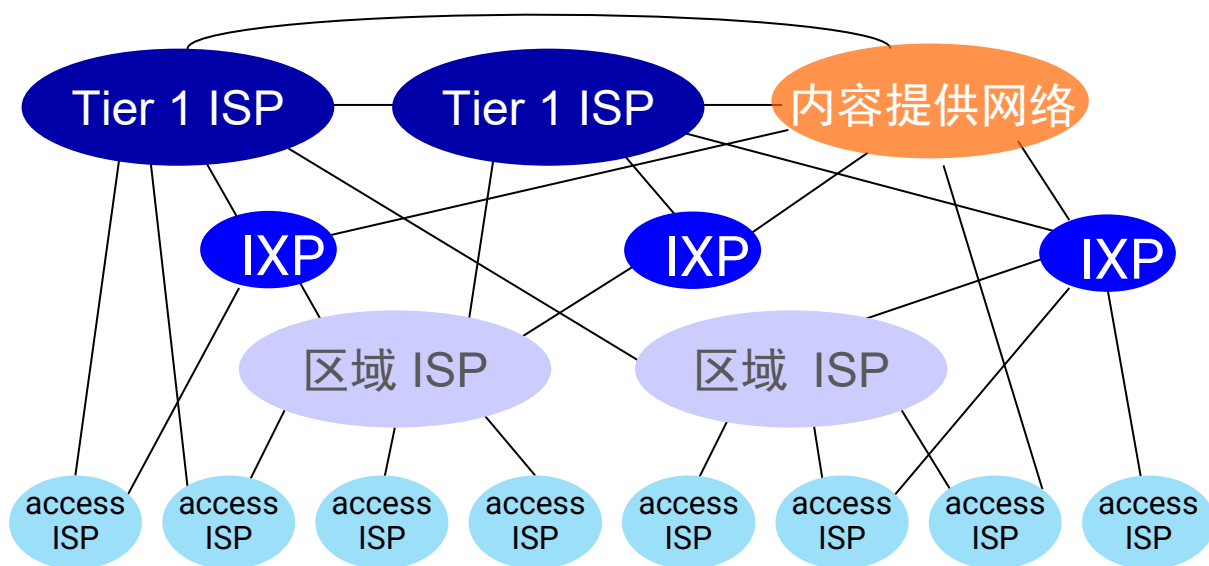 Tier 1 ISP
Tier 1 ISP
内容提供网络
IXP
IXP
IXP
区域 ISP
区域 ISP
access
ISP
access
ISP
access
ISP
access
ISP
access
ISP
access
ISP
access
ISP
access
ISP